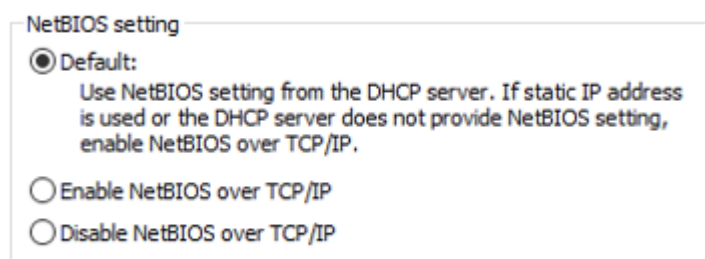 NetBIOS setting
Default:
Use NetBIOS setting from the DHCP server. If static IP address
is used or the DHCP server does not provide NetBIOS setting,
enable NetBIOS over TCP/IP.
Enable NetBIOS over TCP/IP
Disable NetBIOS over TCP/IP